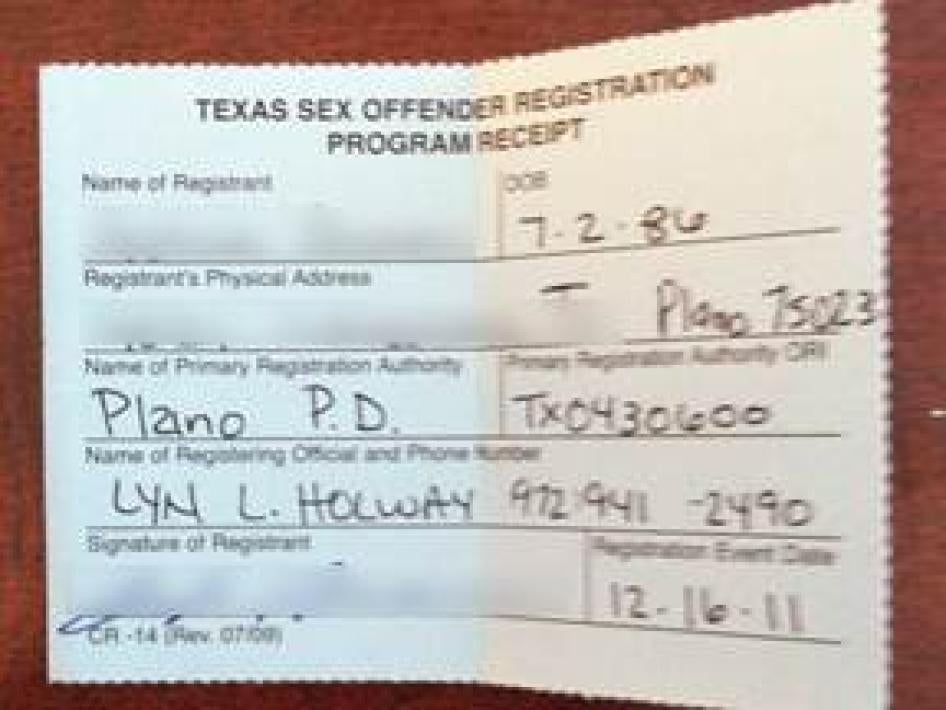 TEXAS SEX OFFENDER REGISTRATION
PROGRAM RECEIPT
Name of Registrant DOB
7-2-86
Registrant's Physical Address
Plano 75023
Name of Primary Registration Authority Primary Registration Authority ORI
Plano P.D. TX0430600
Name of Registering Official and Phone Number
LYN L. HOLWAY 972 941 -2490
Signature of Registrant Registration Event Date
12-16-11
CR -14 (Rev. 07/09)